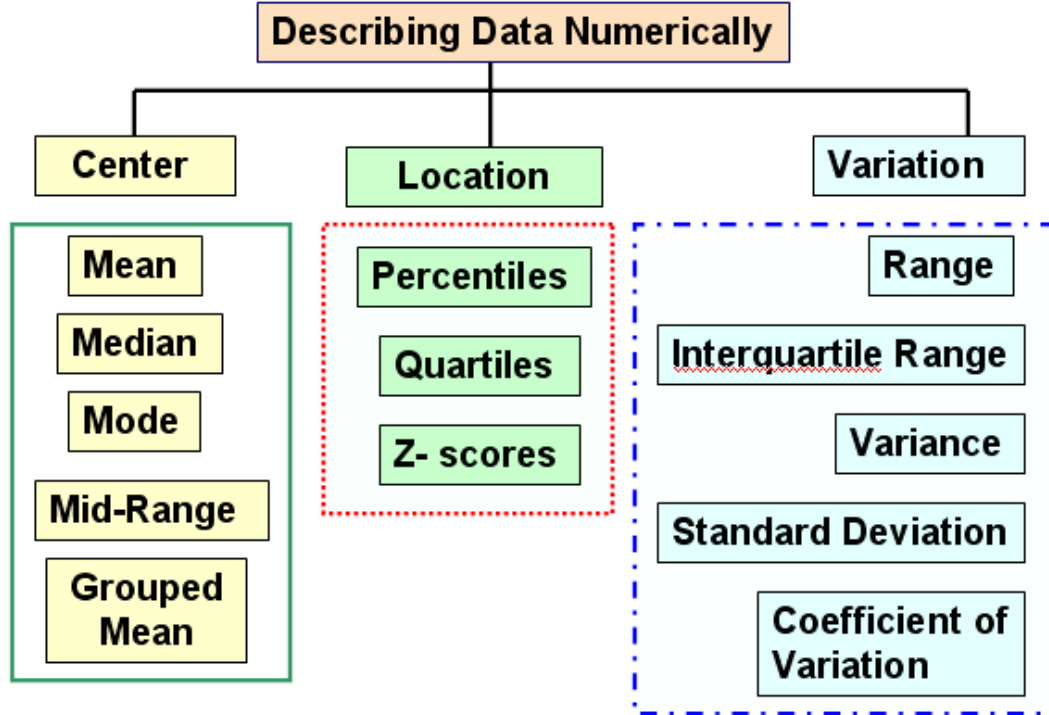 Describing Data Numerically
Center
Location
Variation
Mean
Median
Mode
Mid-Range
Grouped
Mean
Percentiles
Quartiles
Z- scores
Range
Interquartile Range
Variance
Standard Deviation
Coefficient of
Variation